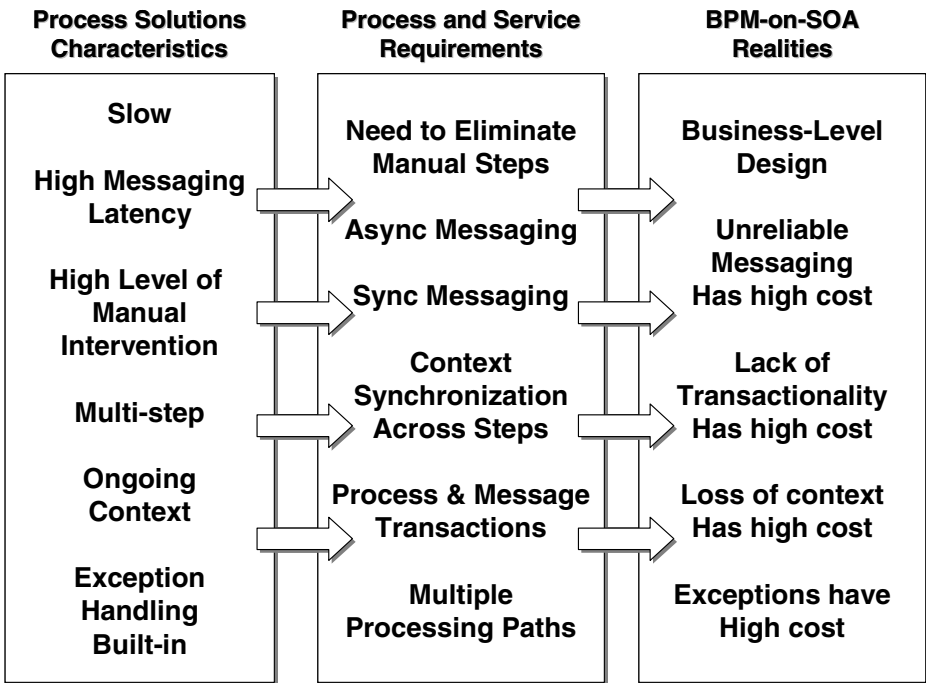 Process Solutions
Characteristics
Process and Service
Requirements
BPM-on-SOA
Realities
Slow
High Messaging
Latency
High Level of
Manual
Intervention
Multi-step
Ongoing
Context
Exception
Handling
Built-in
Need to Eliminate
Manual Steps
Async Messaging
Sync Messaging
Context
Synchronization
Across Steps
Process & Message
Transactions
Multiple
Processing Paths
Business-Level
Design
Unreliable
Messaging
Has high cost
Lack of
Transactionality
Has high cost
Loss of context
Has high cost
Exceptions have
High cost